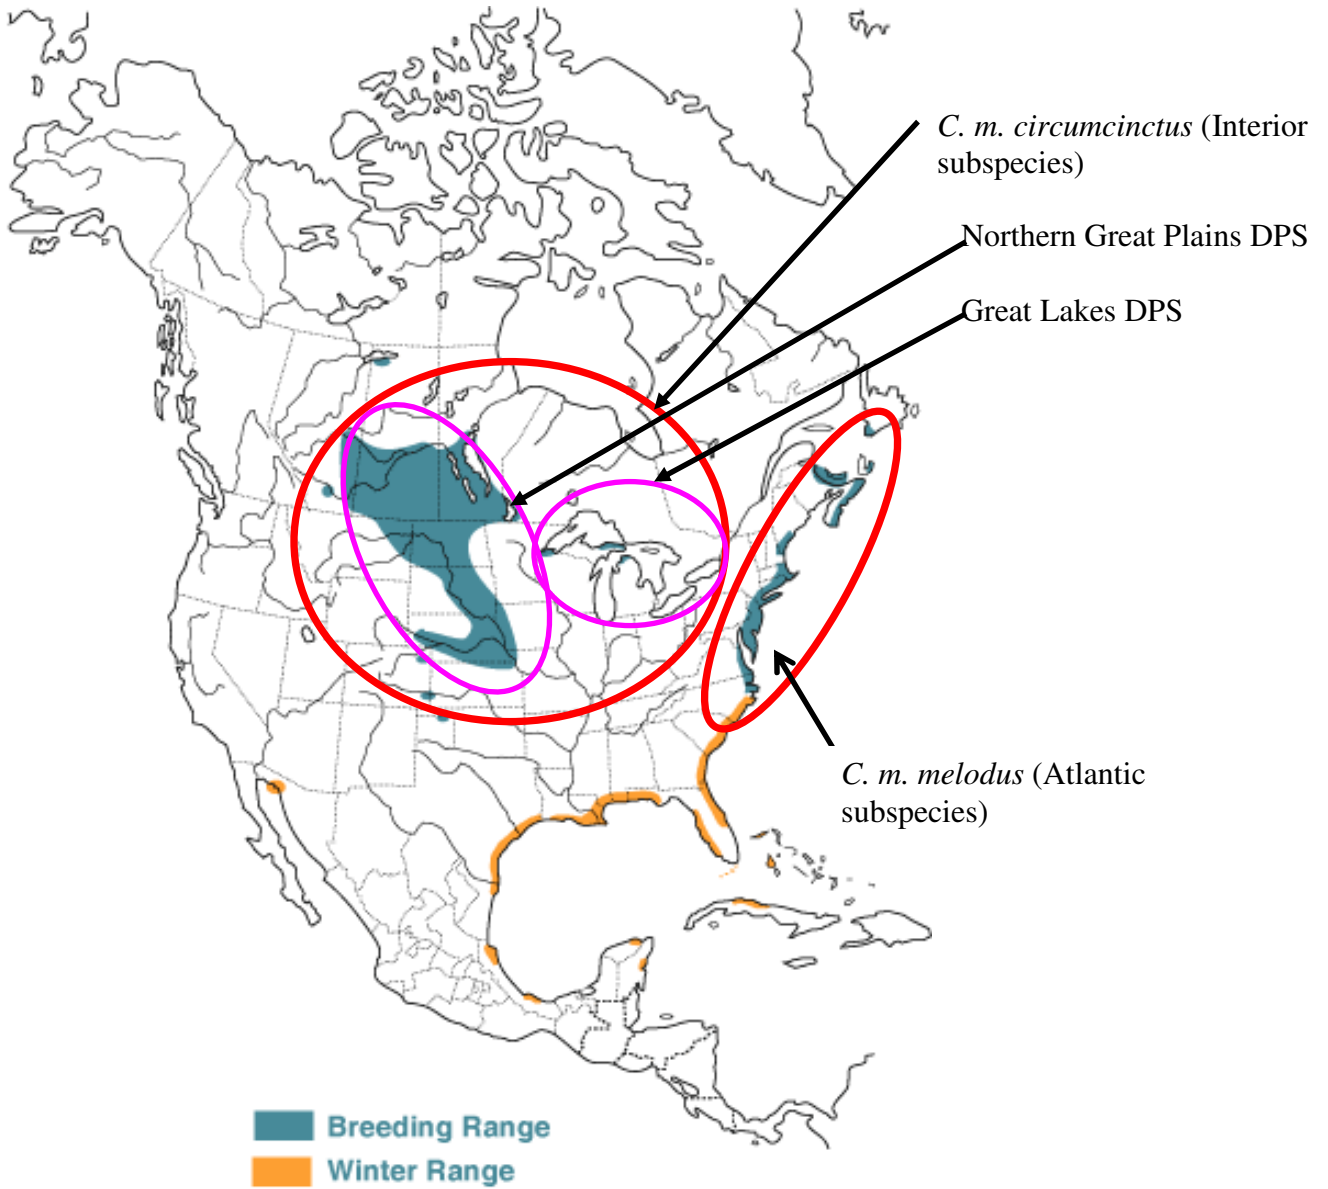 C. m. circumcinctus (Interior
subspecies)
Northern Great Plains DPS
Great Lakes DPS
C. m. melodus (Atlantic
subspecies)
Breeding Range
Winter Range